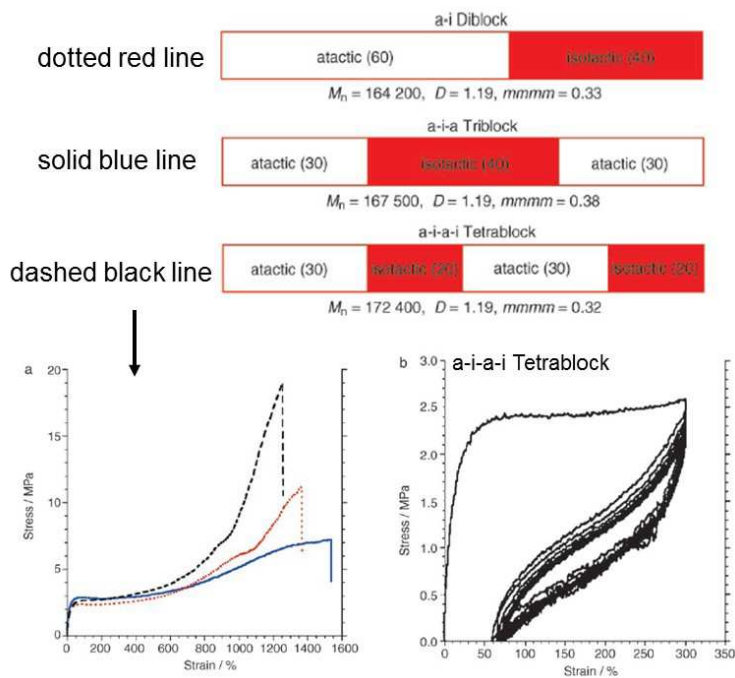 a-i Diblock
dotted red line
atactic (60) isotactic (40)
Mn = 164 200, D = 1.19, mmmm = 0.33
a-i-a Triblock
solid blue line
atactic (30) isotactic (40) atactic (30)
Mn = 167 500, D = 1.19, mmmm = 0.38
a-i-a-i Tetrablock
dashed black line
atactic (30) isotactic (20) atactic (30) isotactic (20)
Mn = 172 400, D = 1.19, mmmm = 0.32
a
20
15
10
5
0
Stress / MPa
0 200 400 600 800 1000 1200 1400 1600
Strain / %
b a-i-a-i Tetrablock
3.0
2.5
2.0
1.5
1.0
0.5
0.0
Stress / MPa
0 50 100 150 200 250 300 350
Strain / %